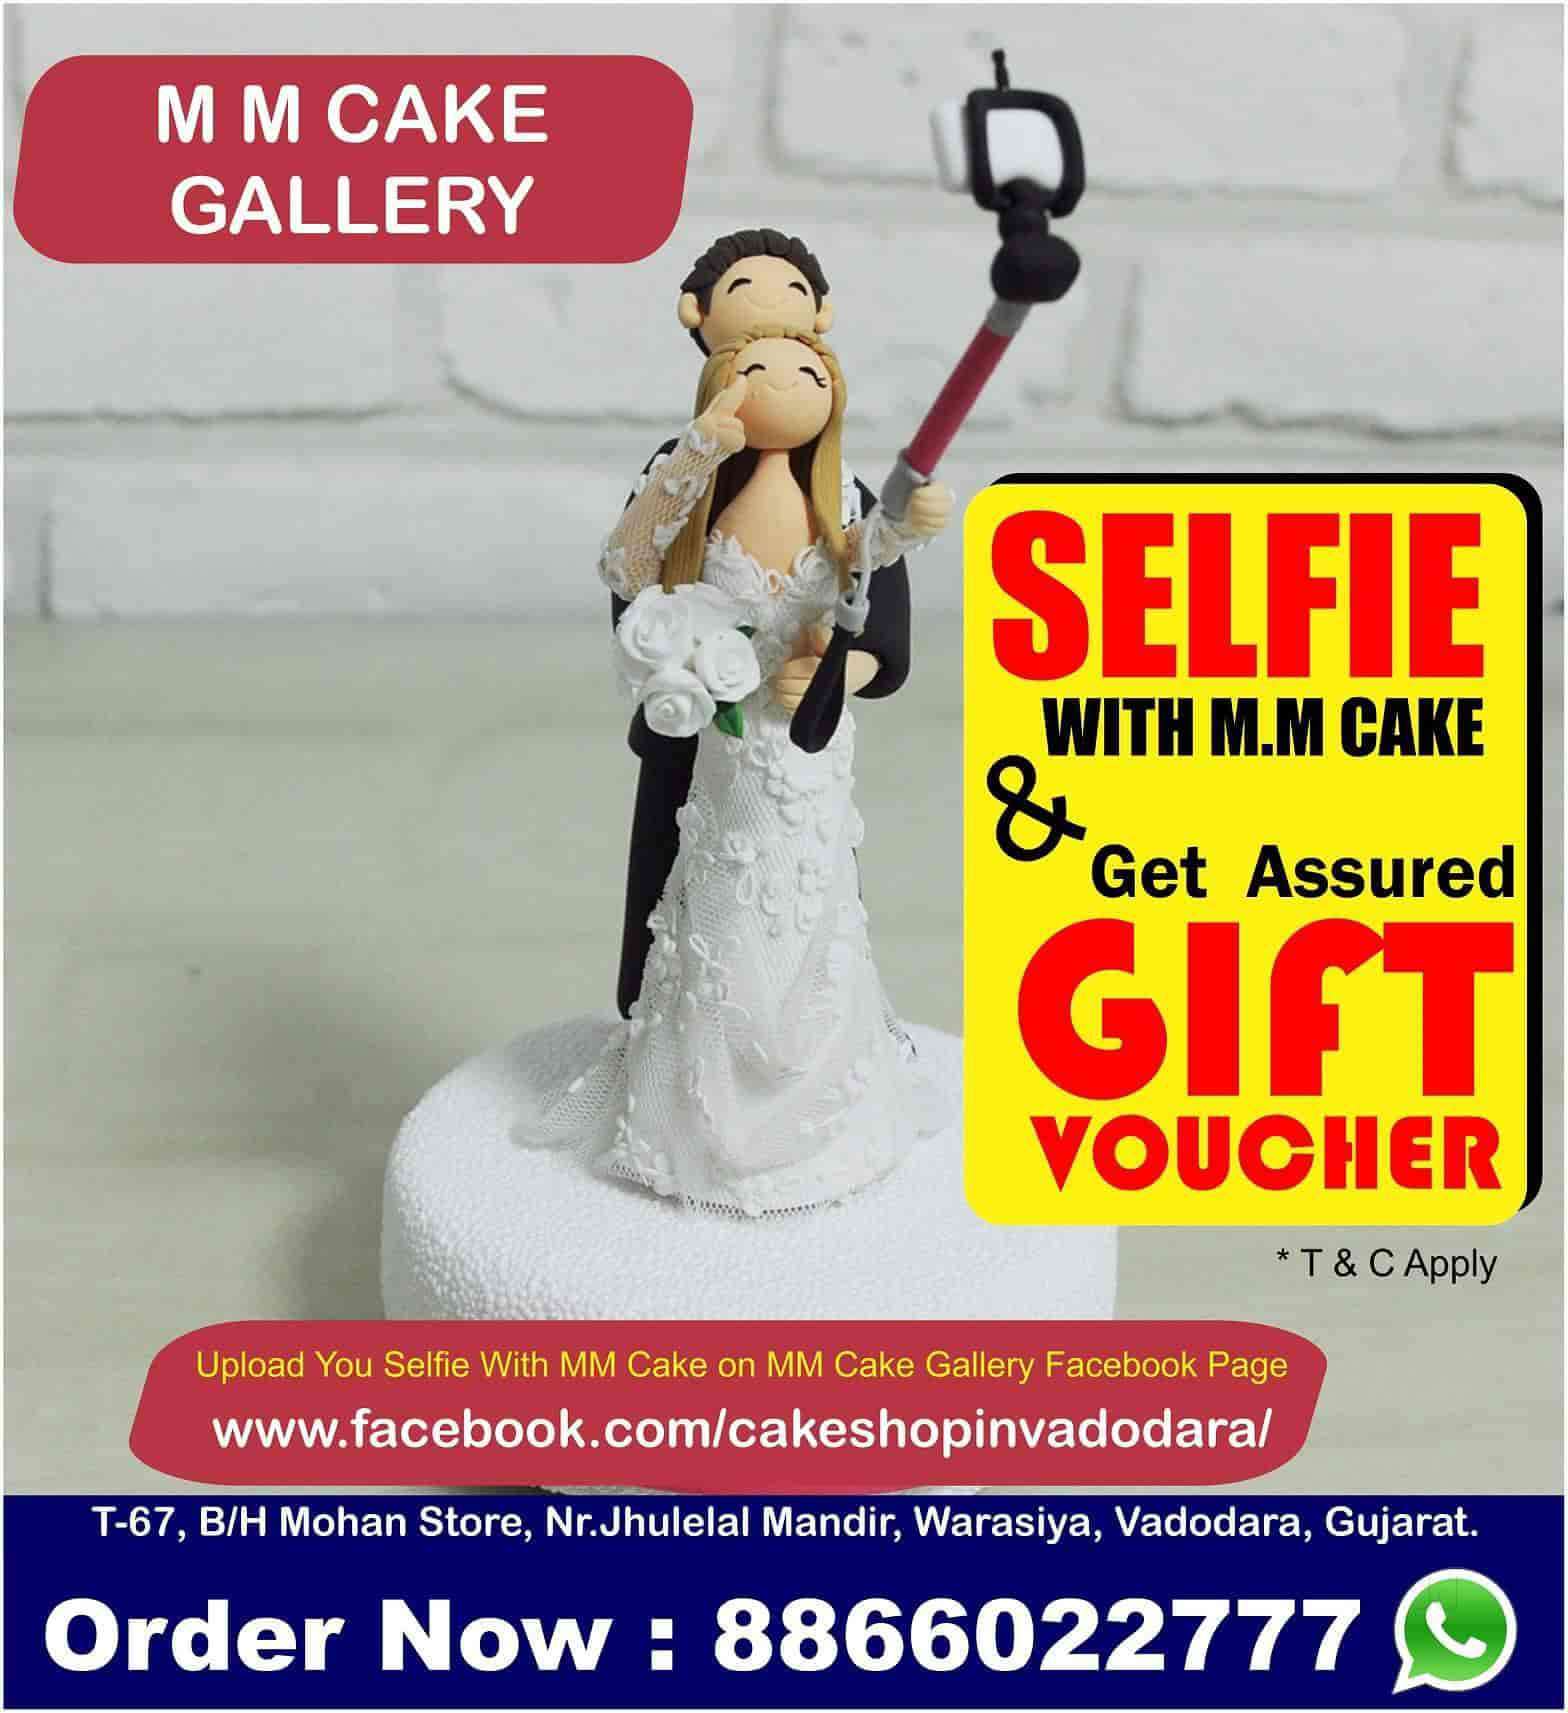 M M CAKE
GALLERY
SELFIE
WITH M.M CAKE
&
Get Assured
GIFT
VOUCHER
* T & C Apply
Upload You Selfie With MM Cake on MM Cake Gallery Facebook Page
www.facebook.com/cakeshopinvadodara/
T-67, B/H Mohan Store, Nr.Jhulelal Mandir, Warasiya, Vadodara, Gujarat.
Order Now : 8866022777